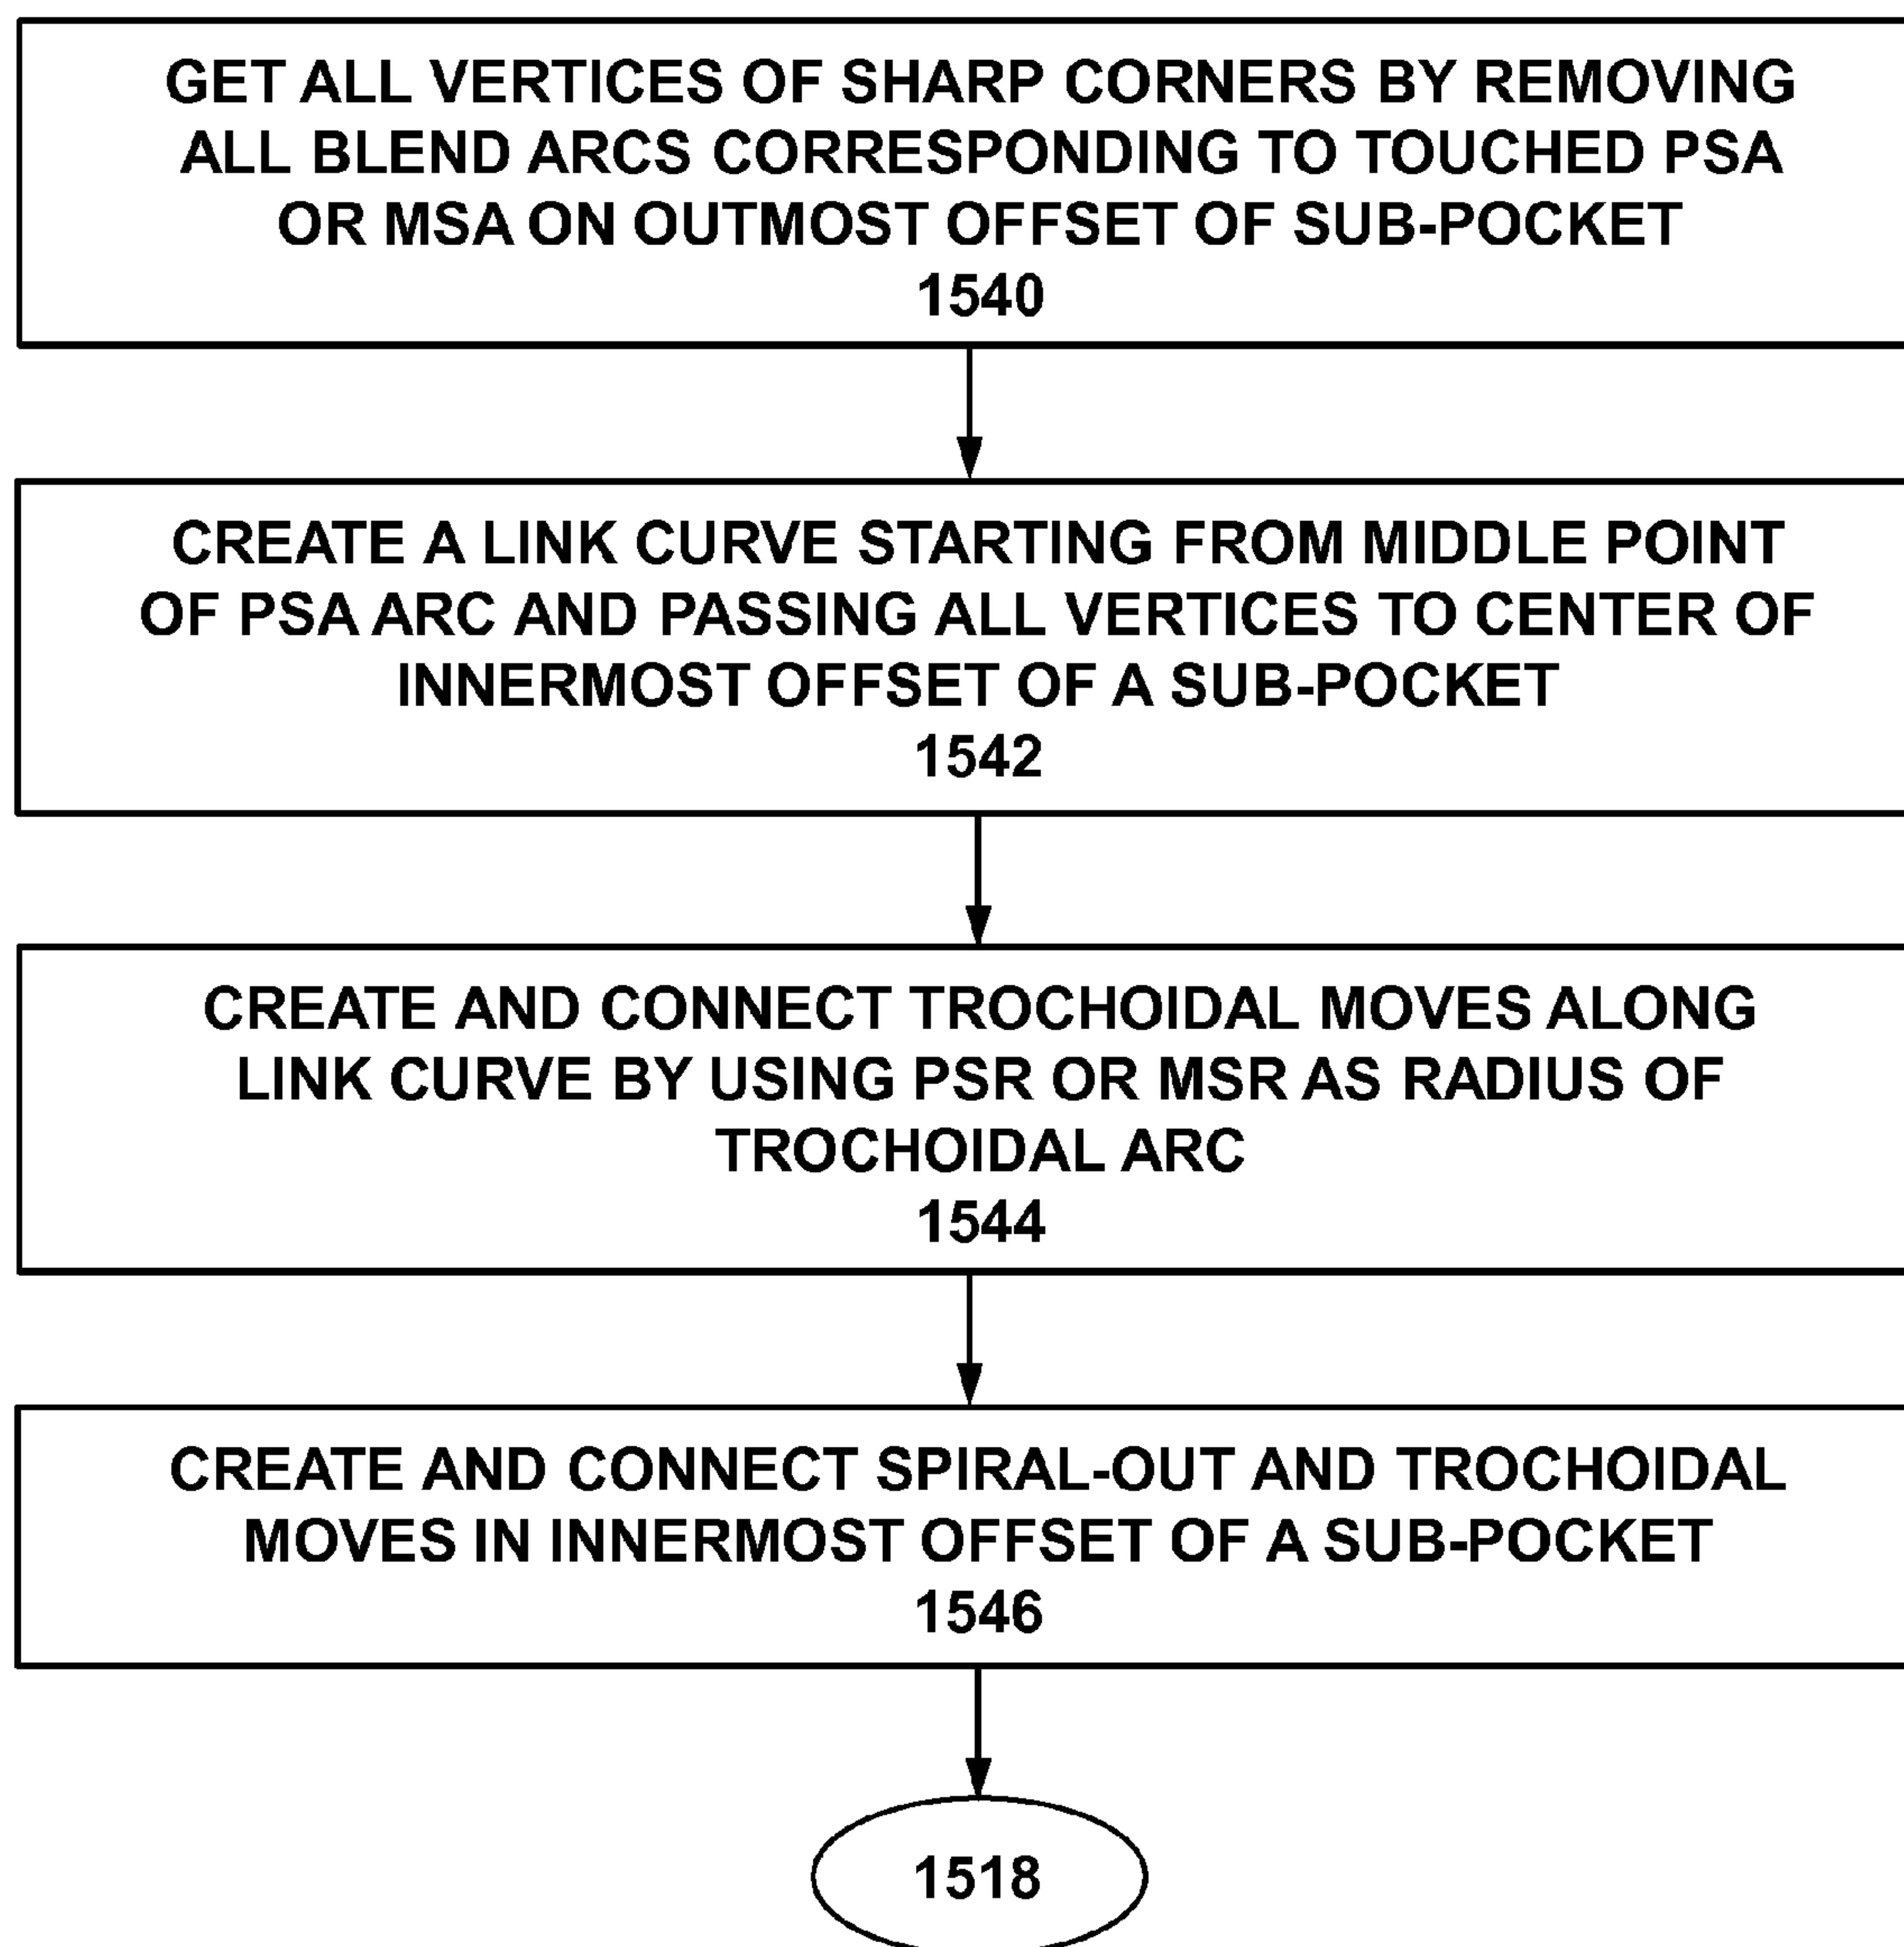 GET ALL VERTICES OF SHARP CORNERS BY REMOVING
ALL BLEND ARCS CORRESPONDING TO TOUCHED PSA
OR MSA ON OUTMOST OFFSET OF SUB-POCKET
1540
CREATE A LINK CURVE STARTING FROM MIDDLE POINT
OF PSA ARC AND PASSING ALL VERTICES TO CENTER OF
INNERMOST OFFSET OF A SUB-POCKET
1542
CREATE AND CONNECT TROCHOIDAL MOVES ALONG
LINK CURVE BY USING PSR OR MSR AS RADIUS OF
TROCHOIDAL ARC
1544
CREATE AND CONNECT SPIRAL-OUT AND TROCHOIDAL
MOVES IN INNERMOST OFFSET OF A SUB-POCKET
1546
1518